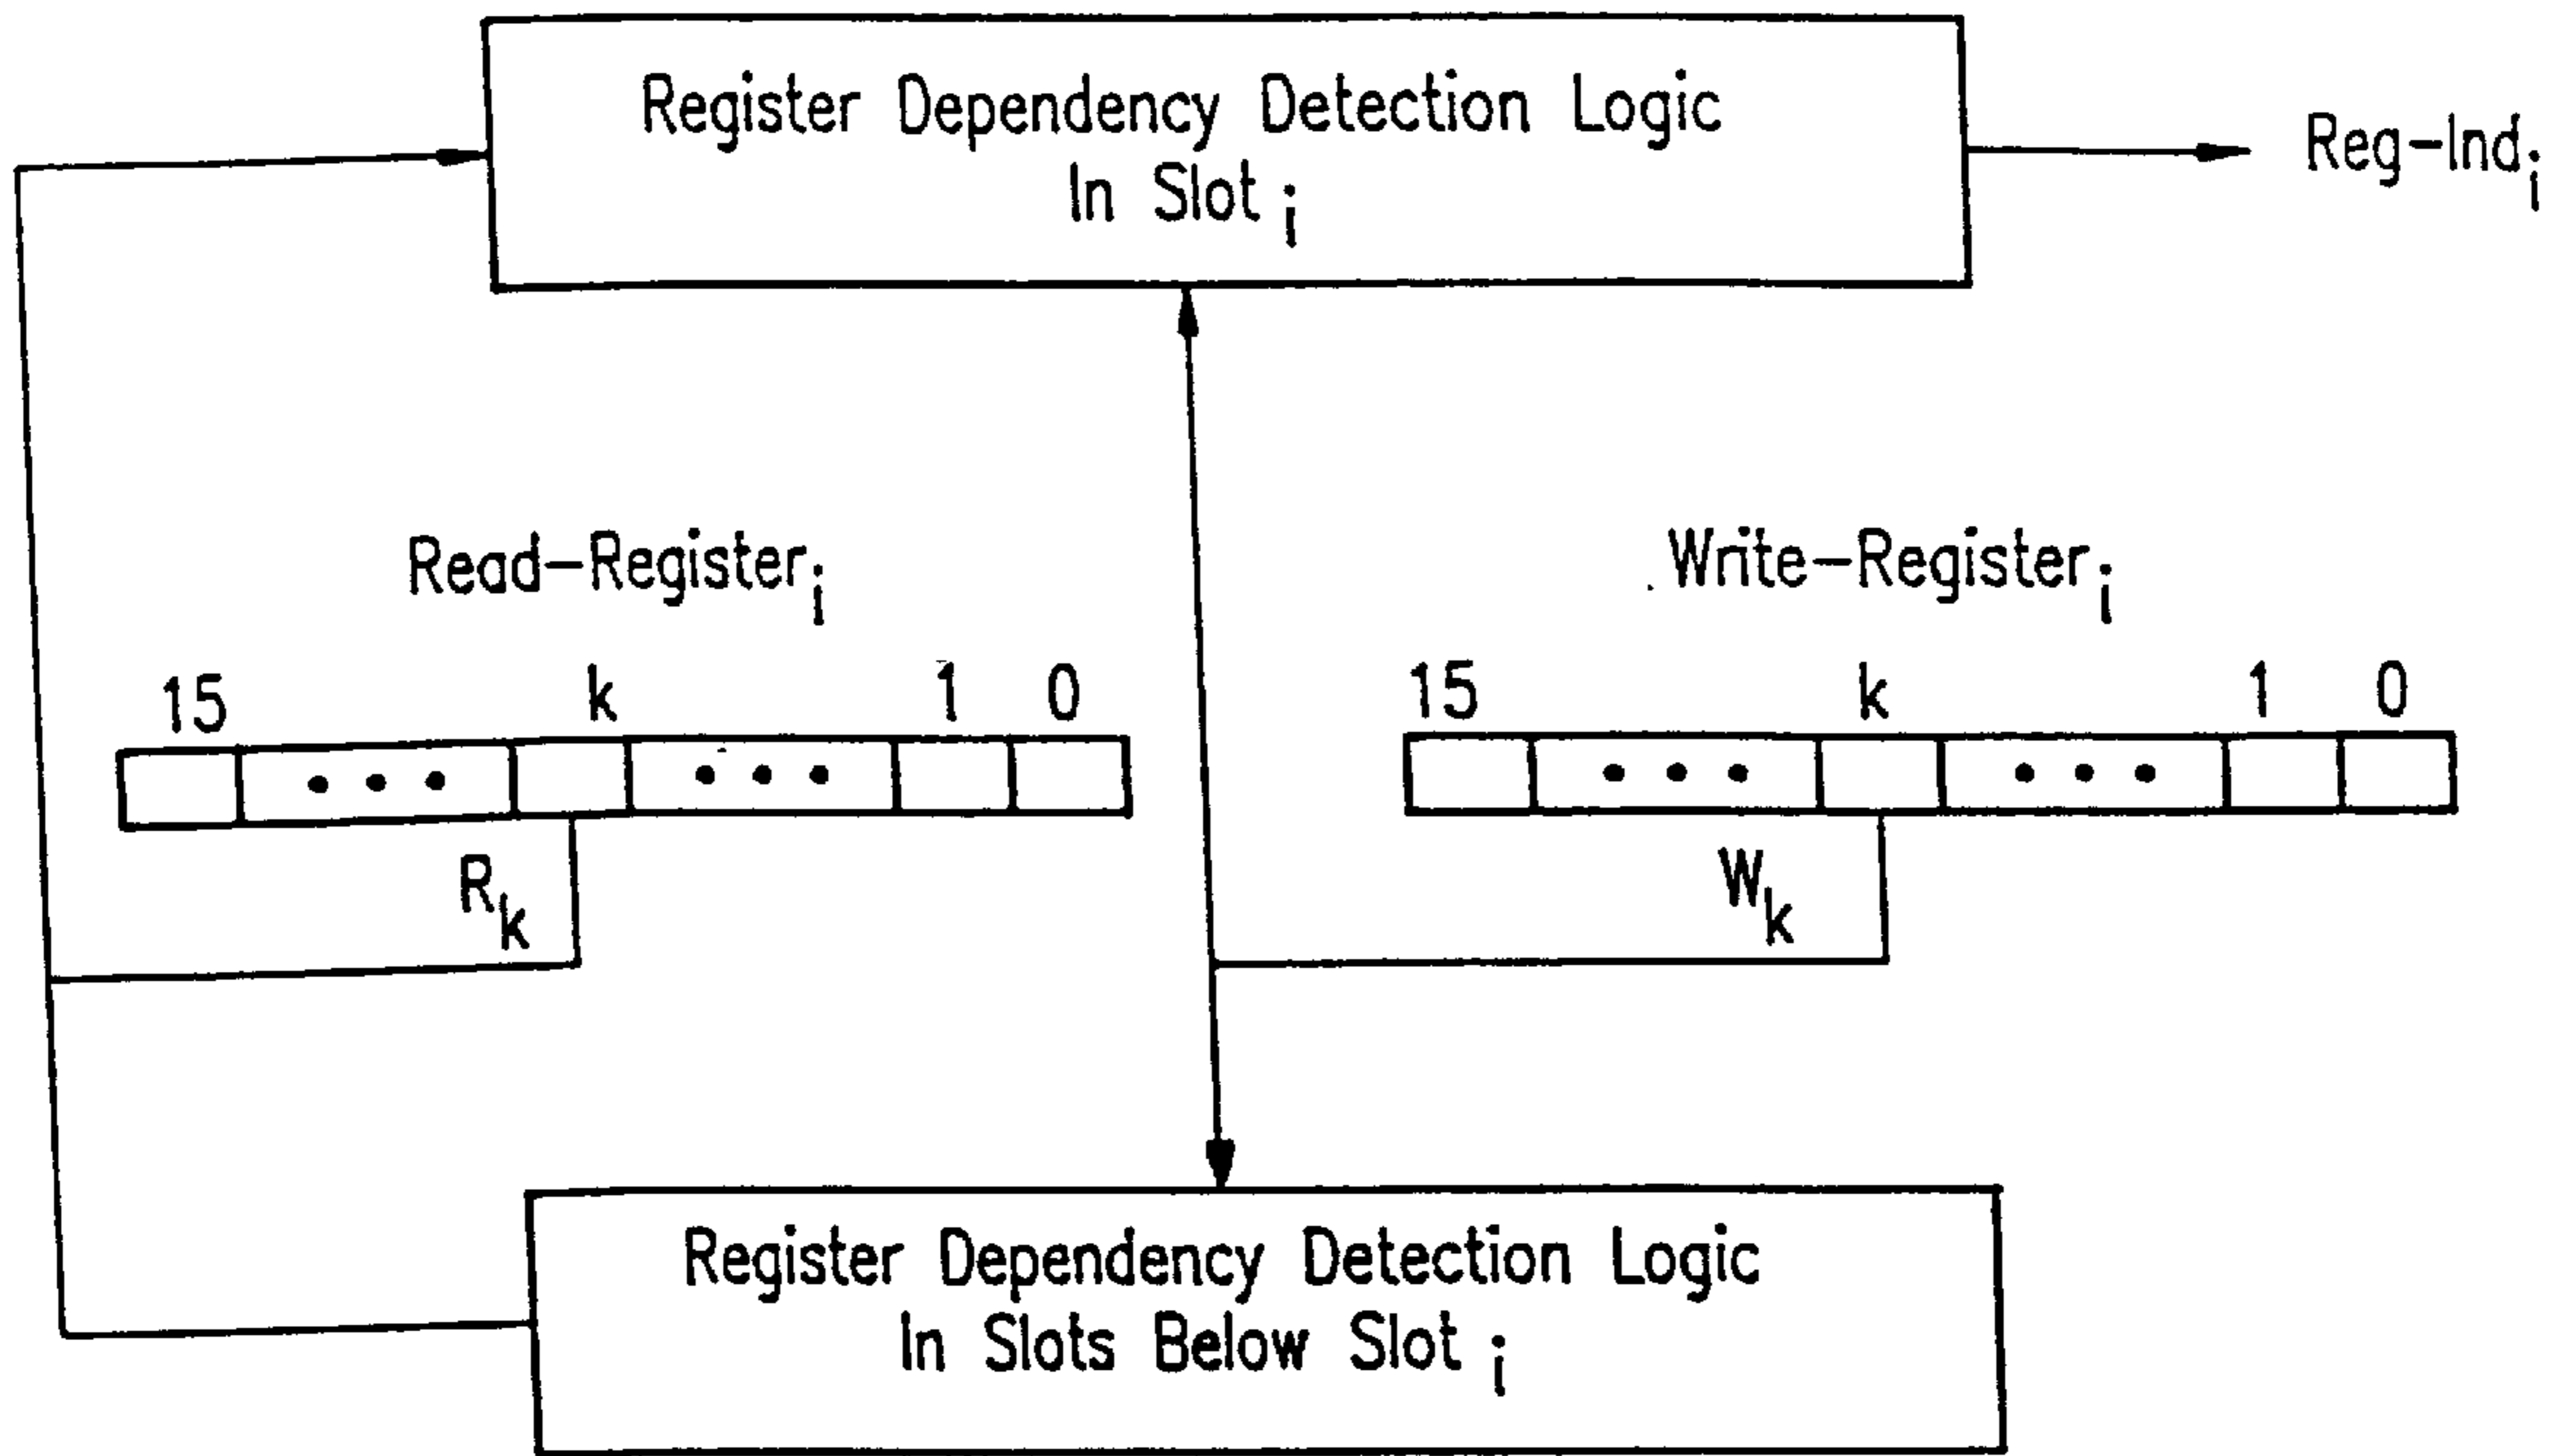 Register Dependency Detection Logic
In Slot i
Reg-Ind i
Read-Register i
Write-Register i
15 k 1 0
15 k 1 0
R k
W k
Register Dependency Detection Logic
In Slots Below Slot i